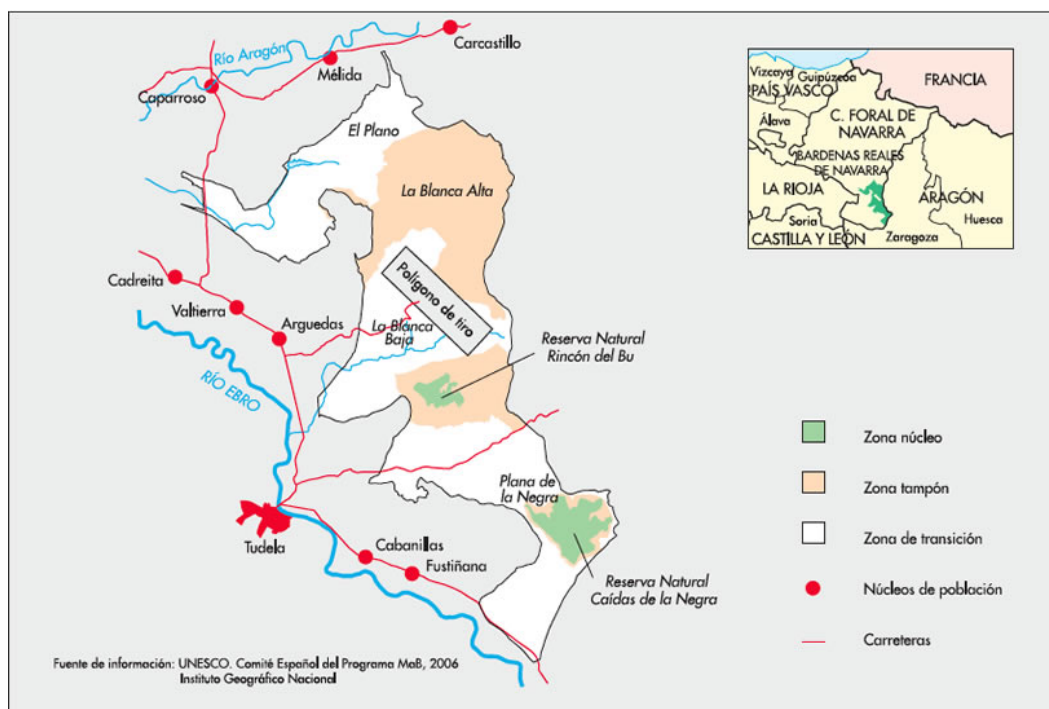 Río Aragón
Carcastillo
Mélida
Caparroso
El Plano
La Blanca Alta
Polígono de tiro
La Blanca
Baja
Cadreita
Valtierra
Arguedas
Reserva Natural
Rincón del Bu
RÍO EBRO
Plana de
la Negra
Tudela
Cabanillas
Fustiñana
Reserva Natural
Caídas de la Negra
Fuente de información: UNESCO. Comité Español del Programa MaB, 2006
Instituto Geográfico Nacional
Vizcaya
Guipúzcoa
PAÍS VASCO
FRANCIA
Álava
C. FORAL DE
NAVARRA
BARDENAS REALES
DE NAVARRA
LA RIOJA
ARAGÓN
Soria
Huesca
CASTILLA Y LEÓN
Zaragoza
Zona núcleo
Zona tampón
Zona de transición
Núcleos de población
Carreteras